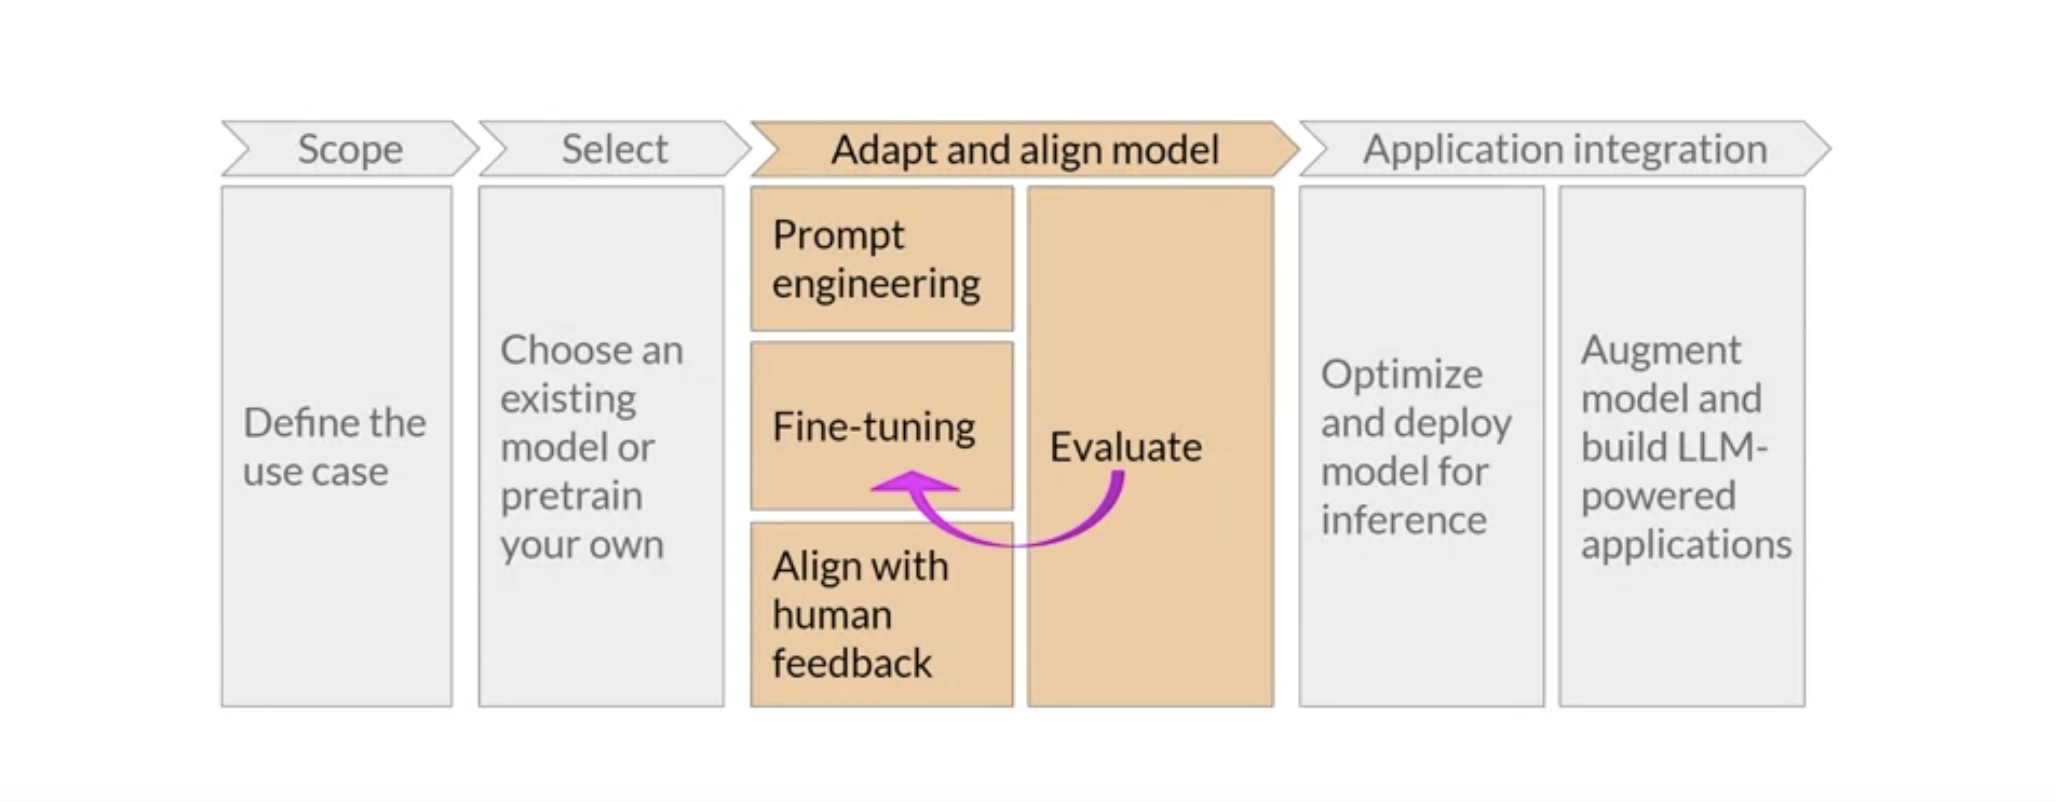 Scope
Select
Adapt and align model
Application integration
Define the
use case
Choose an
existing
model or
pretrain
your own
Prompt
engineering
Fine-tuning
Align with
human
feedback
Evaluate
Optimize
and deploy
model for
inference
Augment
model and
build LLM-
powered
applications